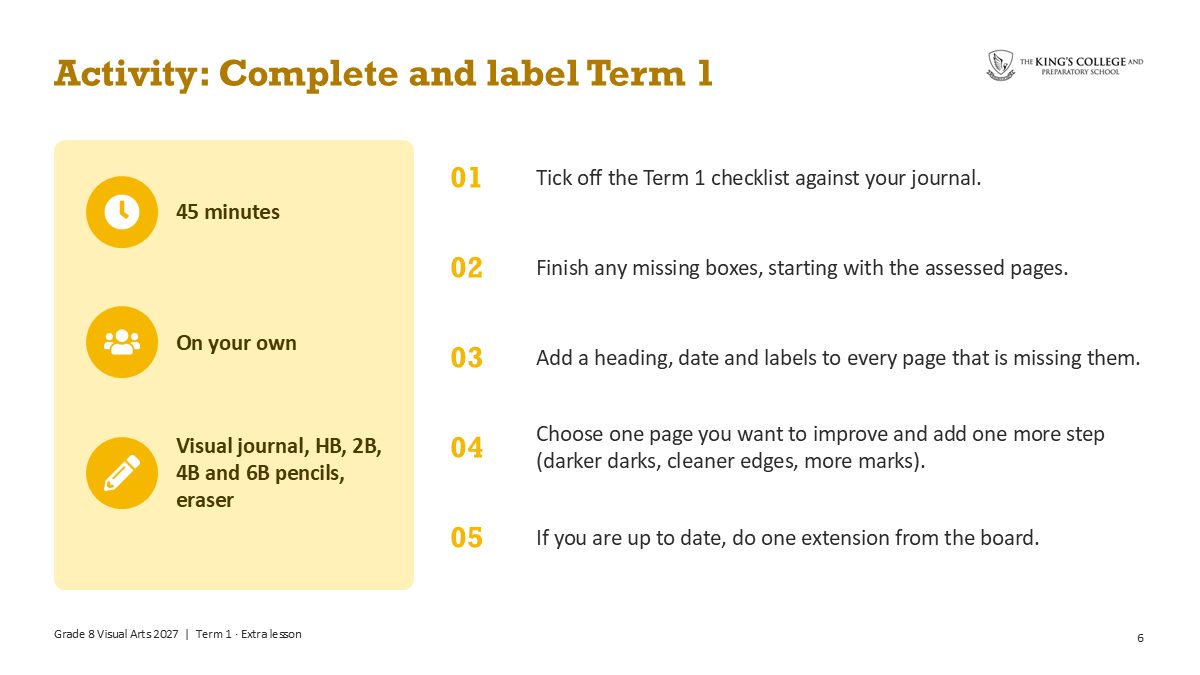 Activity: Complete and label Term 1
THE KING'S COLLEGE AND
PREPARATORY SCHOOL
45 minutes
On your own
Visual journal, HB, 2B,
4B and 6B pencils,
eraser
01
Tick off the Term 1 checklist against your journal.
02
Finish any missing boxes, starting with the assessed pages.
03
Add a heading, date and labels to every page that is missing them.
04
Choose one page you want to improve and add one more step
(darker darks, cleaner edges, more marks).
05
If you are up to date, do one extension from the board.
Grade 8 Visual Arts 2027 | Term 1 · Extra lesson
6